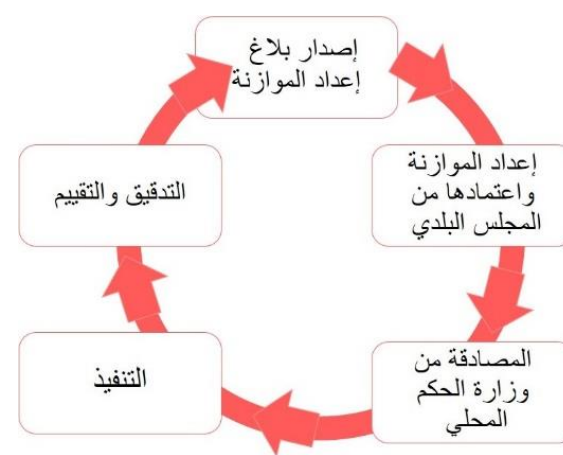 إصدار بلاغ
إعداد الموازنة
إعداد الموازنة
واعتمادها من
المجلس البلدي
المصادقة من
وزارة الحكم
المحلي
التنفيذ
التدقيق والتقييم